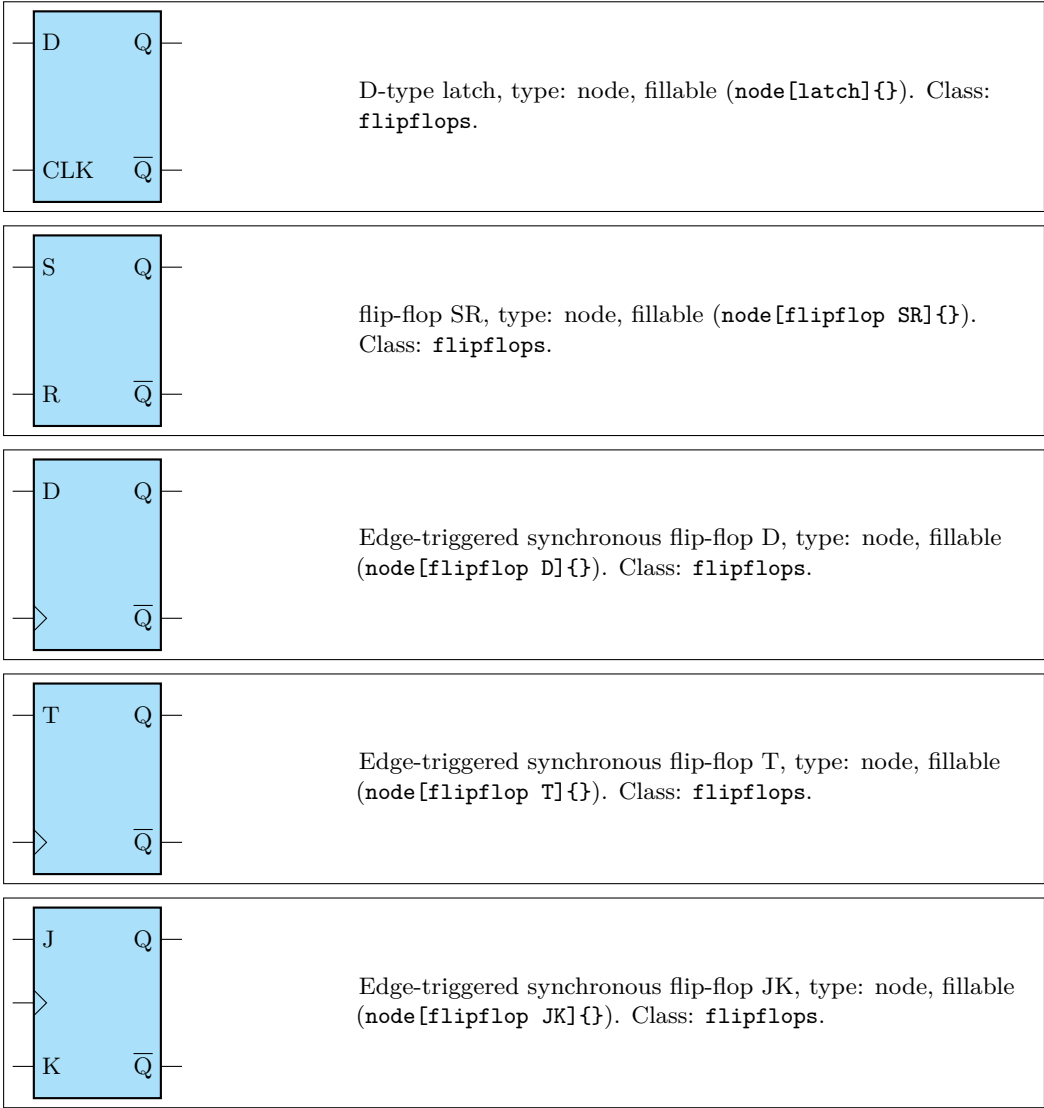 D Q
D-type latch, type: node, fillable (node[latch]{}). Class:
flipflops.
CLK Q̅
S Q
flip-flop SR, type: node, fillable (node[flipflop SR]{}).
Class: flipflops.
R Q̅
D Q
Edge-triggered synchronous flip-flop D, type: node, fillable
(node[flipflop D]{}). Class: flipflops.
Q̅
T Q
Edge-triggered synchronous flip-flop T, type: node, fillable
(node[flipflop T]{}). Class: flipflops.
Q̅
J Q
Edge-triggered synchronous flip-flop JK, type: node, fillable
(node[flipflop JK]{}). Class: flipflops.
K Q̅